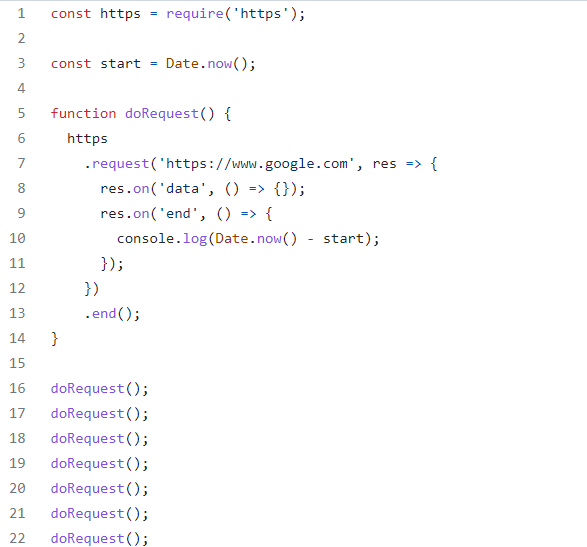 1 const https = require('https');
2
3 const start = Date.now();
4
5 function doRequest() {
6   https
7     .request('https://www.google.com', res => {
8       res.on('data', () => {});
9       res.on('end', () => {
10         console.log(Date.now() - start);
11       });
12     })
13     .end();
14 }
15
16 doRequest();
17 doRequest();
18 doRequest();
19 doRequest();
20 doRequest();
21 doRequest();
22 doRequest();